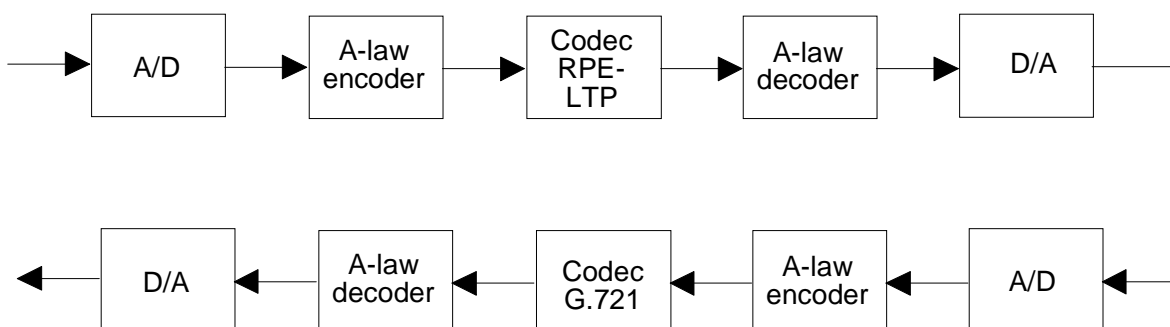 A/D
A-law
encoder
Codec
RPE-
LTP
A-law
decoder
D/A
D/A
A-law
decoder
Codec
G.721
A-law
encoder
A/D